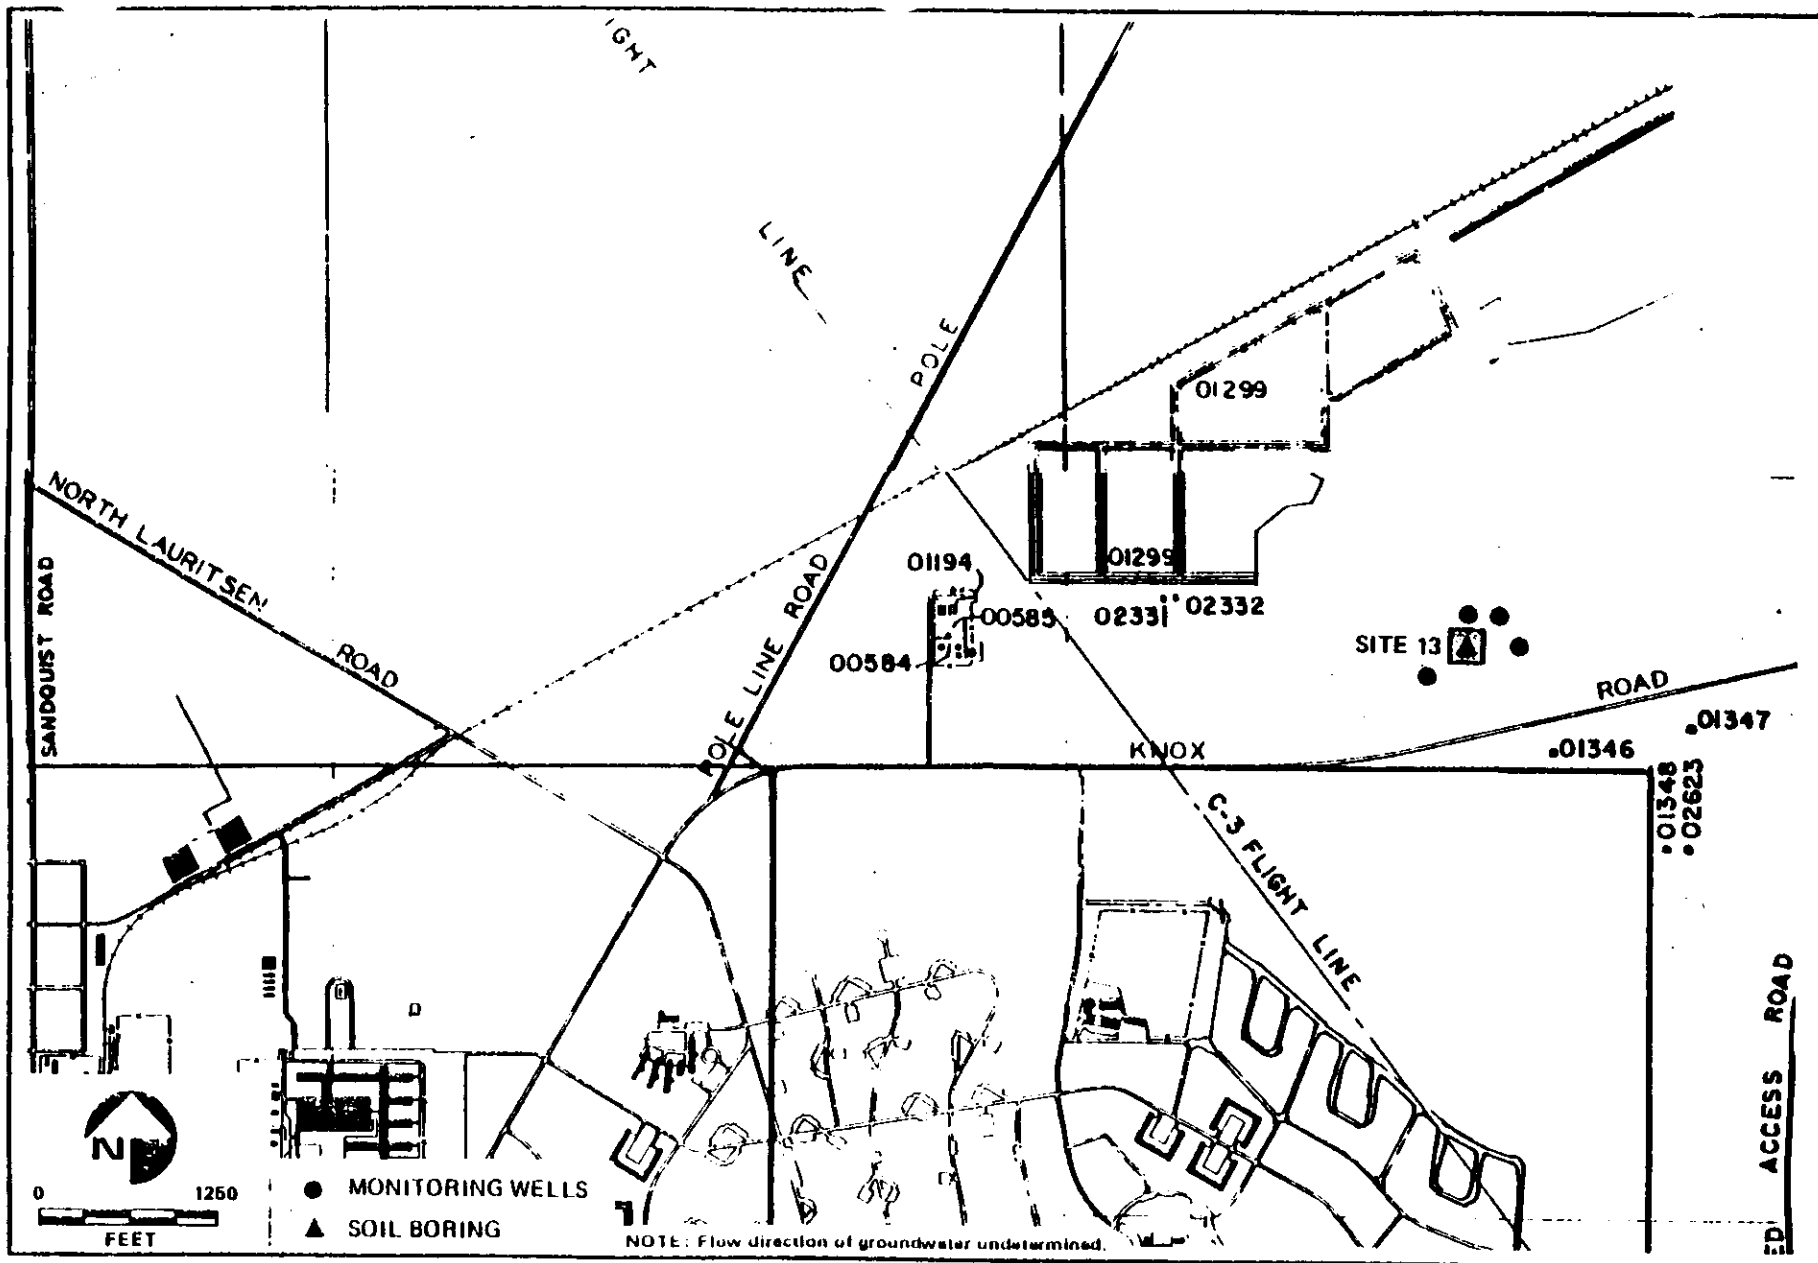 IGHT
LINE
POLE
01299
NORTH LAURITSEN ROAD
SANDQUIST ROAD
POLE LINE ROAD
01194
01299
00585
02331
02332
00584
SITE 13
ROAD
01347
KNOX
01346
01348
02623
C-3 FLIGHT LINE
ED ACCESS ROAD
N
0 1250
FEET
MONITORING WELLS
SOIL BORING
NOTE: Flow direction of groundwater undetermined.